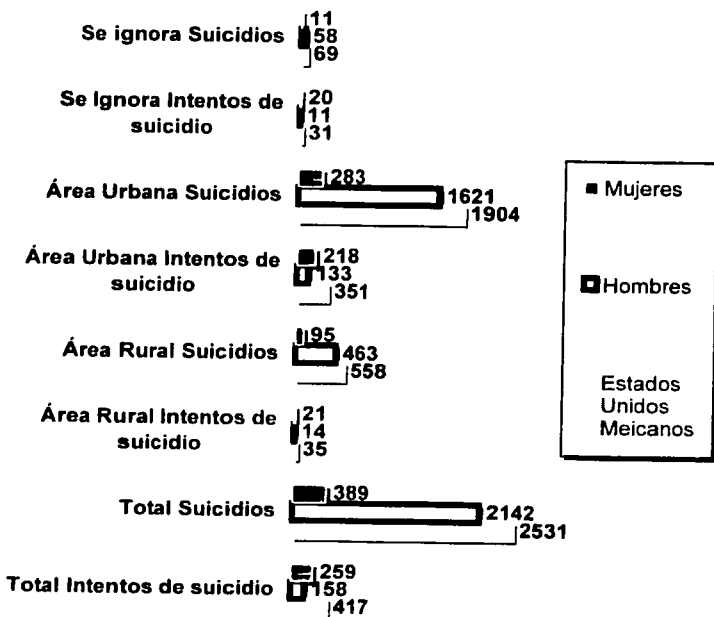 Se ignora Suicidios
11
58
69
Se Ignora Intentos de
suicidio
20
11
31
Área Urbana Suicidios
283
1621
1904
Área Urbana Intentos de
suicidio
218
133
351
Área Rural Suicidios
95
463
558
Área Rural Intentos de
suicidio
21
14
35
Total Suicidios
389
2142
2531
Total Intentos de suicidio
259
158
417
Mujeres
Hombres
Estados
Unidos
Meicanos